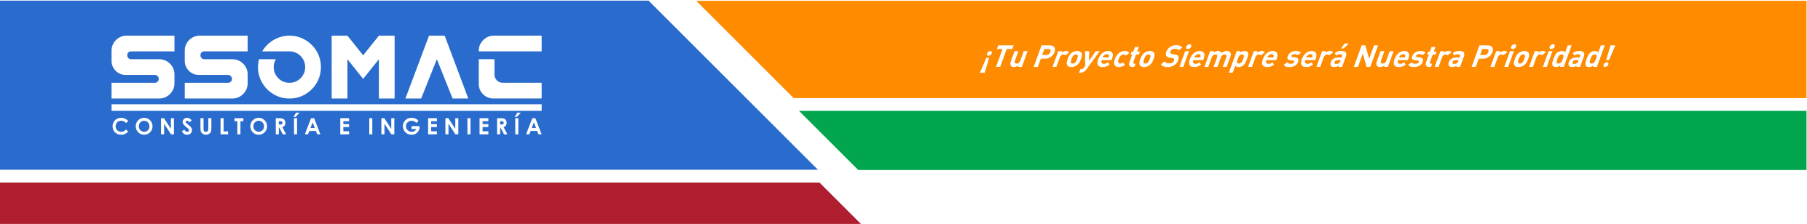 SSOMAC
CONSULTORÍA E INGENIERÍA
¡Tu Proyecto Siempre será Nuestra Prioridad!